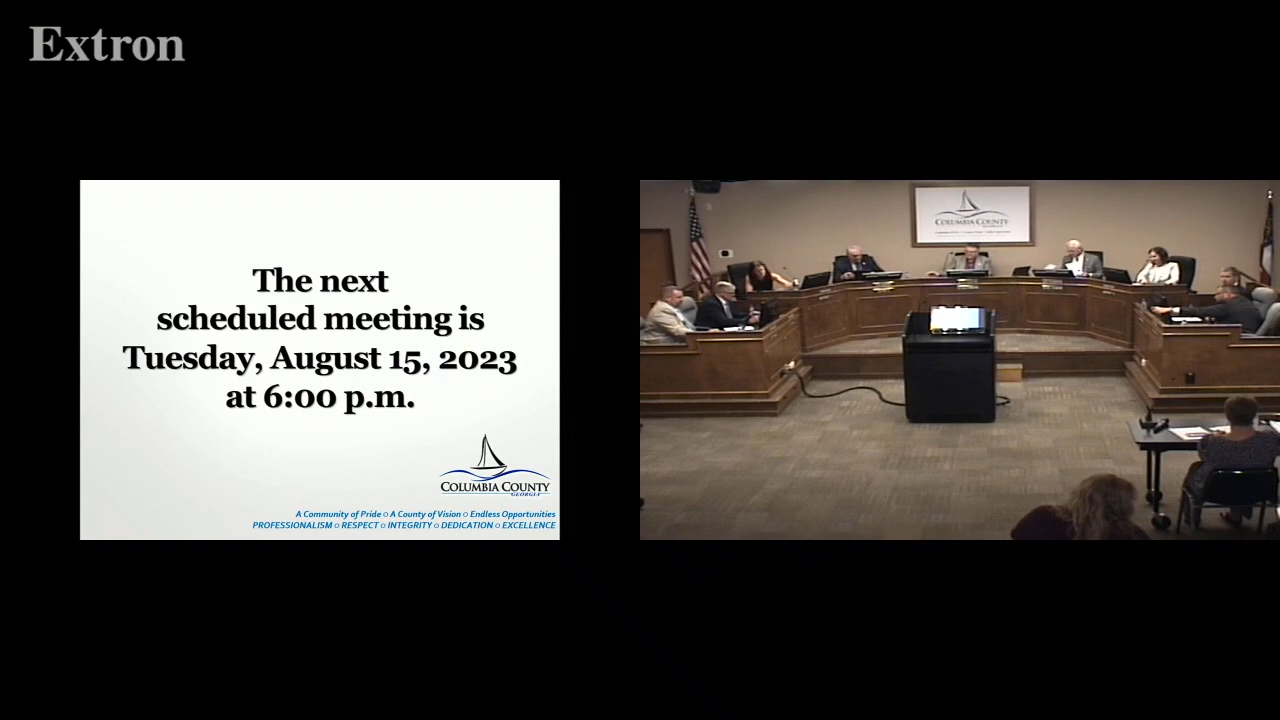 Extron
The next
scheduled meeting is
Tuesday, August 15, 2023
at 6:00 p.m.
COLUMBIA COUNTY
GEORGIA
A Community of Pride ○ A County of Vision ○ Endless Opportunities
PROFESSIONALISM ○ RESPECT ○ INTEGRITY ○ DEDICATION ○ EXCELLENCE
COLUMBIA COUNTY